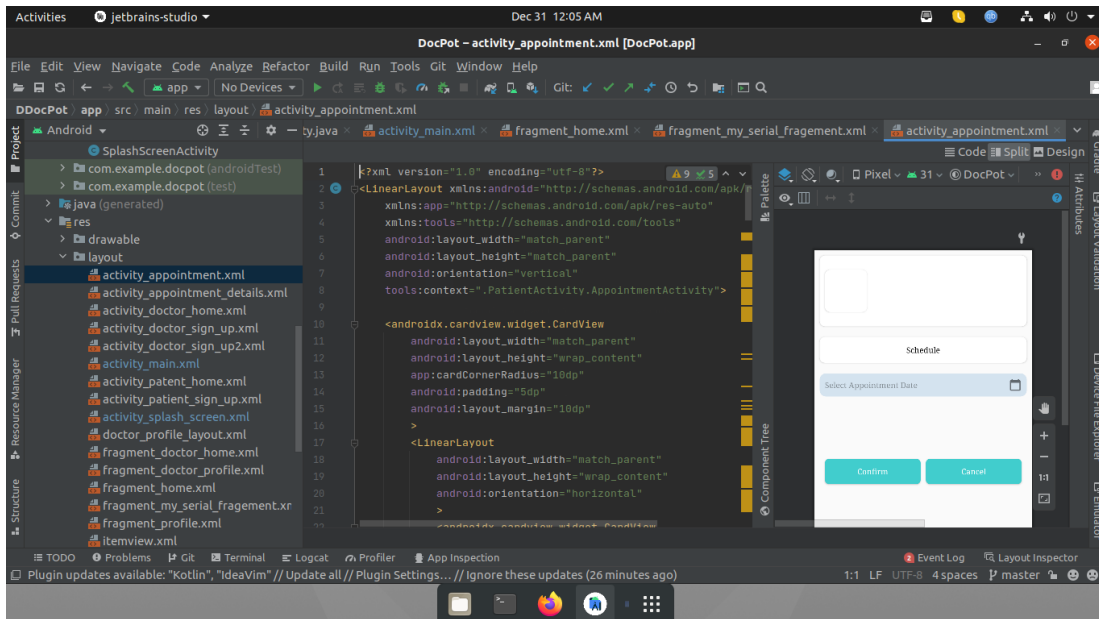 Activities jetbrains-studio Dec 31 12:05 AM
DocPot – activity_appointment.xml [DocPot.app]
File Edit View Navigate Code Analyze Refactor Build Run Tools Git Window Help
app No Devices Git:
DDocPot app src main res layout activity_appointment.xml
Android ty.java activity_main.xml fragment_home.xml fragment_my_serial_fragement.xml activity_appointment.xml
Code Split Design
Project
Commit
Pull Requests
Resource Manager
Structure
SplashScreenActivity
com.example.docpot (androidTest)
com.example.docpot (test)
java (generated)
res
drawable
layout
activity_appointment.xml
activity_appointment_details.xml
activity_doctor_home.xml
activity_doctor_sign_up.xml
activity_doctor_sign_up2.xml
activity_main.xml
activity_patent_home.xml
activity_patient_sign_up.xml
activity_splash_screen.xml
doctor_profile_layout.xml
fragment_doctor_home.xml
fragment_doctor_profile.xml
fragment_home.xml
fragment_my_serial_fragement.xr
fragment_profile.xml
itemview.xml
1 <?xml version="1.0" encoding="utf-8"?> 9 5
2 <LinearLayout xmlns:android="http://schemas.android.com/apk/r
3 xmlns:app="http://schemas.android.com/apk/res-auto"
4 xmlns:tools="http://schemas.android.com/tools"
5 android:layout_width="match_parent"
6 android:layout_height="match_parent"
7 android:orientation="vertical"
8 tools:context=".PatientActivity.AppointmentActivity">
9
10 <androidx.cardview.widget.CardView
11 android:layout_width="match_parent"
12 android:layout_height="wrap_content"
13 app:cardCornerRadius="10dp"
14 android:padding="5dp"
15 android:layout_margin="10dp"
16 >
17 <LinearLayout
18 android:layout_width="match_parent"
19 android:layout_height="wrap_content"
20 android:orientation="horizontal"
21 >
22 <androidx.cardview.widget.CardView
Palette
Component Tree
Pixel 31 DocPot »
Schedule
Select Appointment Date
Confirm Cancel
1:1
Gradle
Attributes
Layout Validation
Device File Explorer
Emulator
TODO Problems Git Terminal Logcat Profiler App Inspection 2 Event Log Layout Inspector
Plugin updates available: "Kotlin", "IdeaVim" // Update all // Plugin Settings... // Ignore these updates (26 minutes ago) 1:1 LF UTF-8 4 spaces master